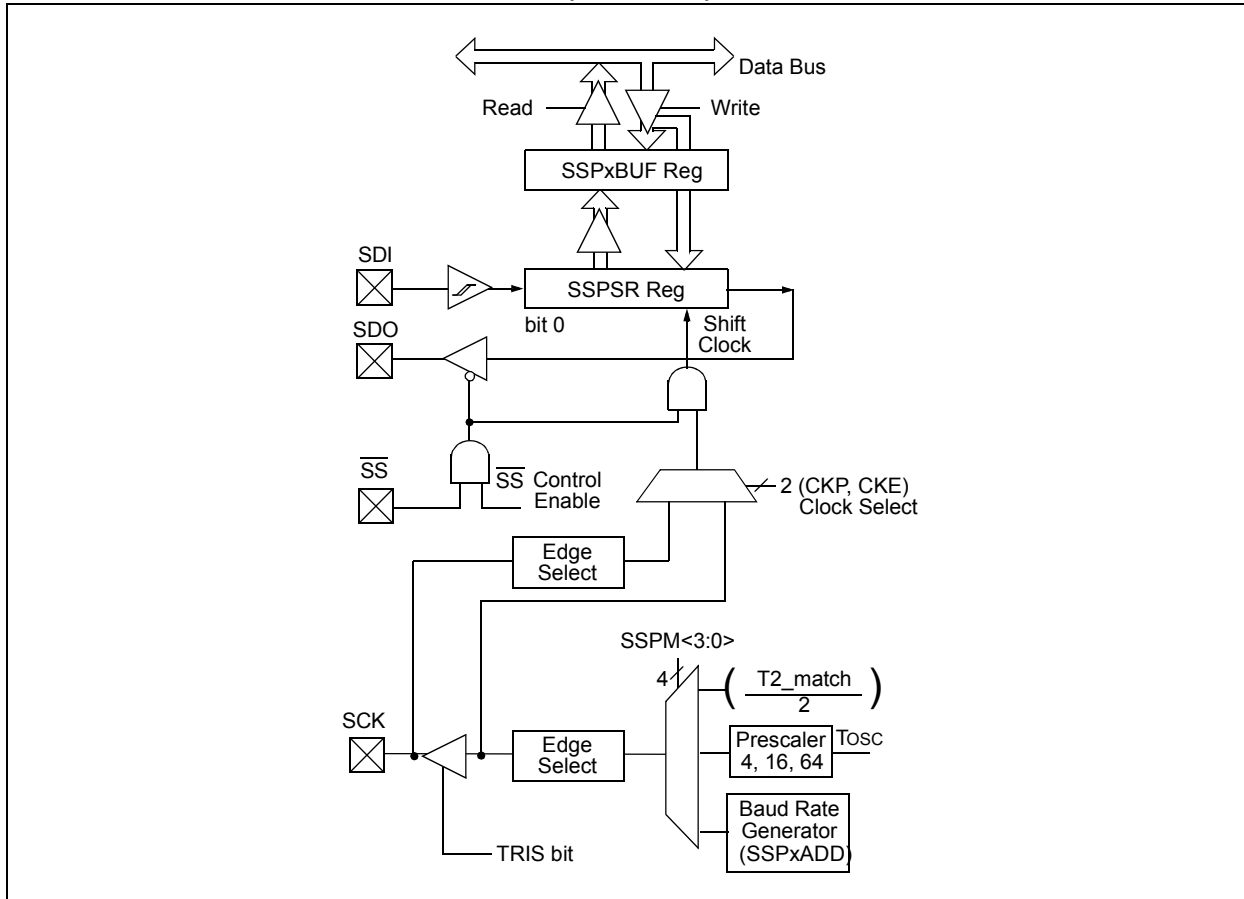 Data Bus
Read
Write
SSPxBUF Reg
SDI
SSPSR Reg
bit 0
Shift
Clock
SDO
SS
SS Control
Enable
2 (CKP, CKE)
Clock Select
Edge
Select
SSPM<3:0>
4
( T2_match )
2
SCK
Edge
Select
Prescaler
4, 16, 64
TOSC
Baud Rate
Generator
(SSPxADD)
TRIS bit